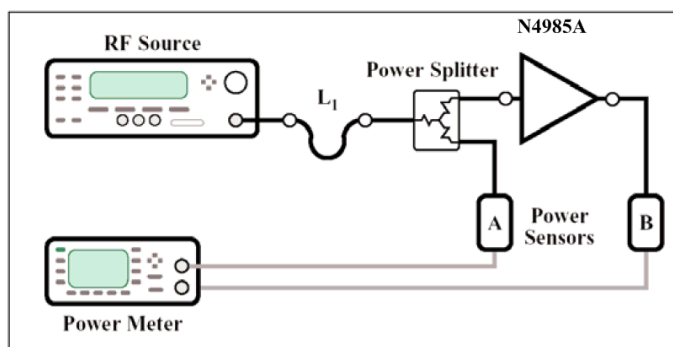 N4985A
RF Source
Power Splitter
L1
A
Power
Sensors
B
Power Meter